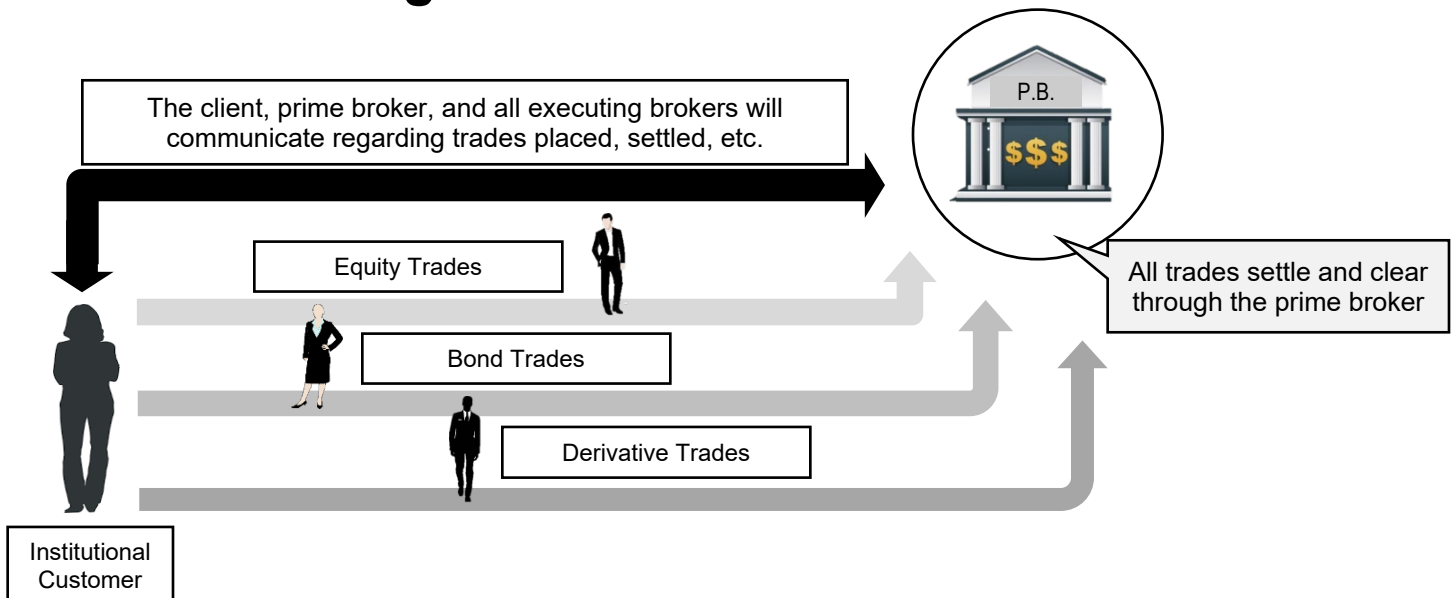 The client, prime broker, and all executing brokers will
communicate regarding trades placed, settled, etc.
P.B.
$$$
All trades settle and clear
through the prime broker
Equity Trades
Bond Trades
Derivative Trades
Institutional
Customer